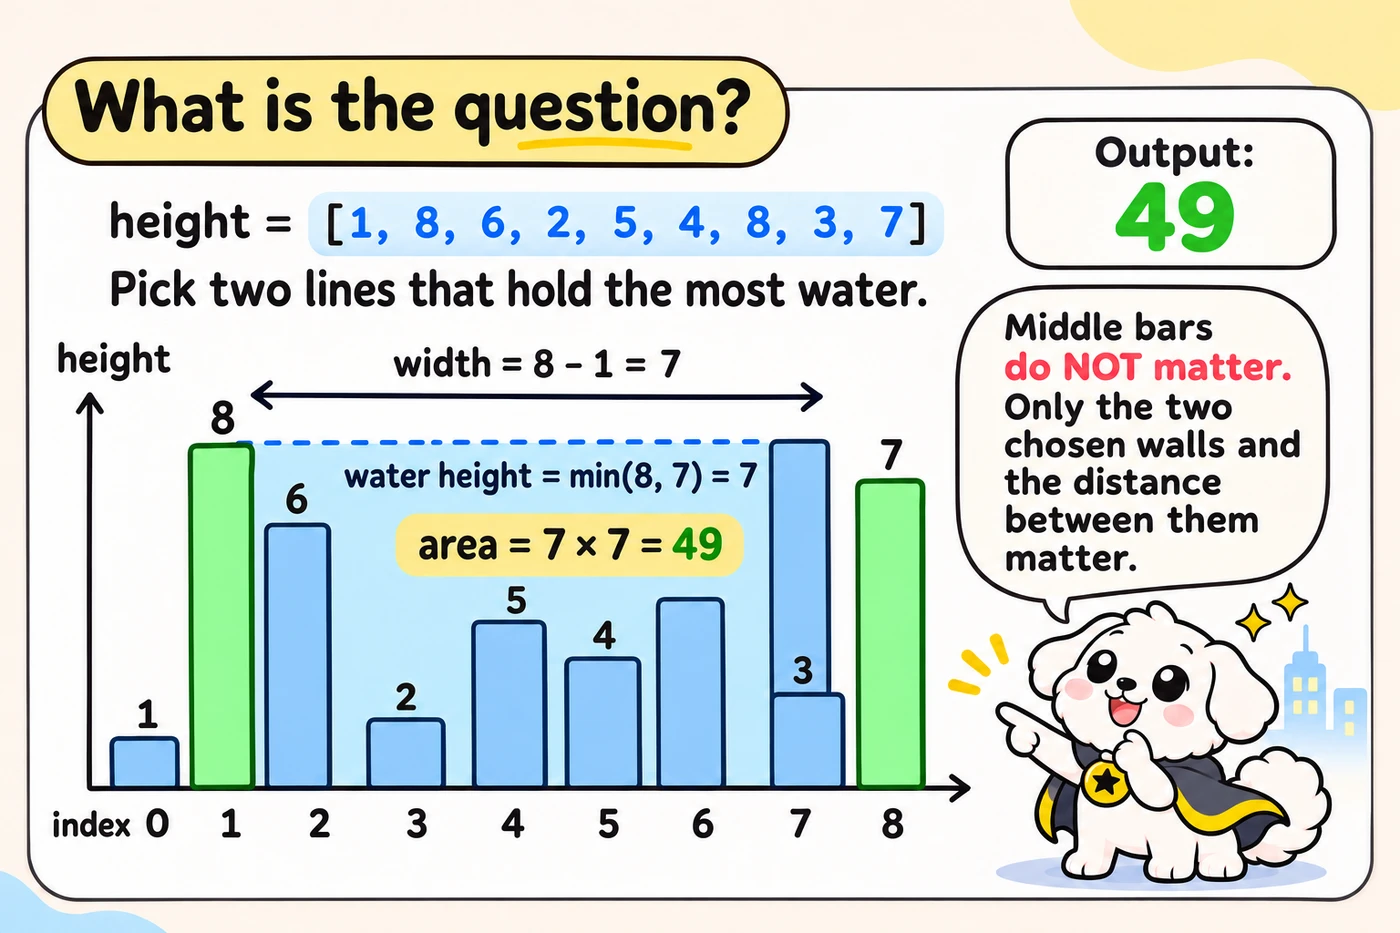 What is the question?
height = [1, 8, 6, 2, 5, 4, 8, 3, 7]
Pick two lines that hold the most water.
Output:
49
Middle bars
do NOT matter.
Only the two
chosen walls and
the distance
between them
matter.
height
width = 8 - 1 = 7
8
7
water height = min(8, 7) = 7
6
area = 7 × 7 = 49
5
4
3
2
1
index 0 1 2 3 4 5 6 7 8